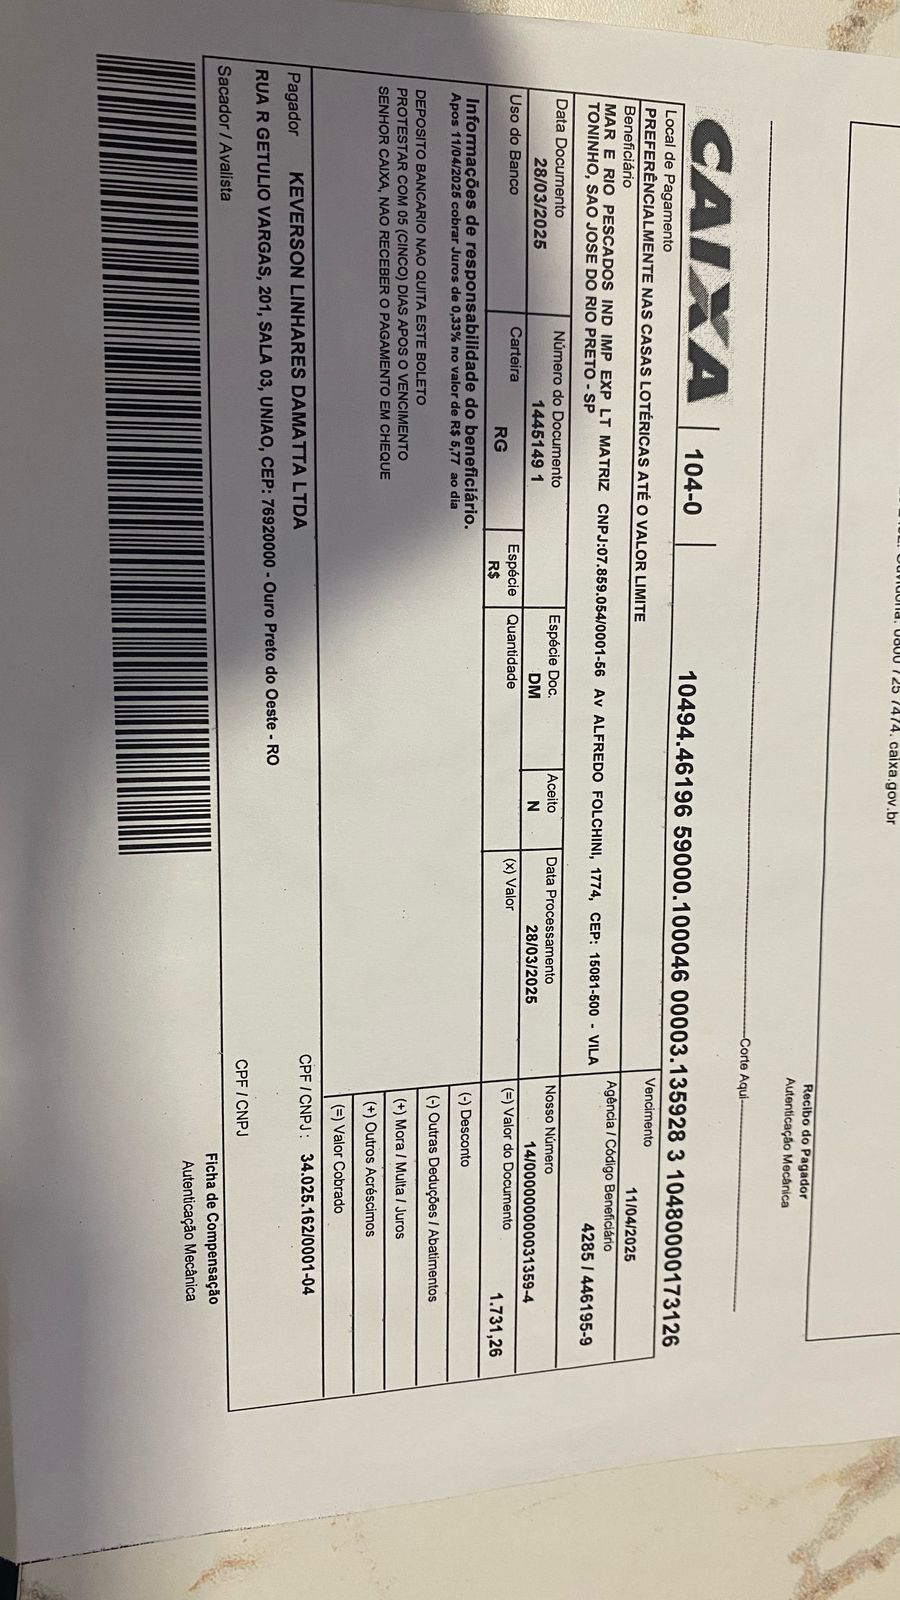 0800 725 7474. caixa.gov.br
Recibo do Pagador
Autenticação Mecânica
Corte Aqui
CAIXA 104-0 10494.46196 59000.100046 00003.135928 3 10480000173126
Local de Pagamento
PREFERÊNCIALMENTE NAS CASAS LOTÉRICAS ATÉ O VALOR LIMITE
Vencimento
11/04/2025
Beneficiário
MAR E RIO PESCADOS IND IMP EXP LT MATRIZ CNPJ:07.859.054/0001-56 Av ALFREDO FOLCHINI, 1774, CEP: 15081-500 - VILA
TONINHO, SAO JOSE DO RIO PRETO - SP
Agência / Código Beneficiário
4285 / 446195-9
Data Documento
28/03/2025
Número do Documento
1445149 1
Espécie Doc.
DM
Aceito
N
Data Processamento
28/03/2025
Nosso Número
14/000000000031359-4
Uso do Banco
Carteira
RG
Espécie
R$
Quantidade
(x) Valor
(=) Valor do Documento
1.731,26
Informações de responsabilidade do beneficiário.
Apos 11/04/2025 cobrar Juros de 0,33% no valor de R$ 5,77 ao dia
DEPOSITO BANCARIO NAO QUITA ESTE BOLETO
PROTESTAR COM 05 (CINCO) DIAS APOS O VENCIMENTO
SENHOR CAIXA, NAO RECEBER O PAGAMENTO EM CHEQUE
(-) Desconto
(-) Outras Deduções / Abatimentos
(+) Mora / Multa / Juros
(+) Outros Acréscimos
(=) Valor Cobrado
Pagador KEVERSON LINHARES DAMATTA LTDA CPF / CNPJ : 34.025.162/0001-04
RUA R GETULIO VARGAS, 201, SALA 03, UNIAO, CEP: 76920000 - Ouro Preto do Oeste - RO
Sacador / Avalista CPF / CNPJ
Ficha de Compensação
Autenticação Mecânica